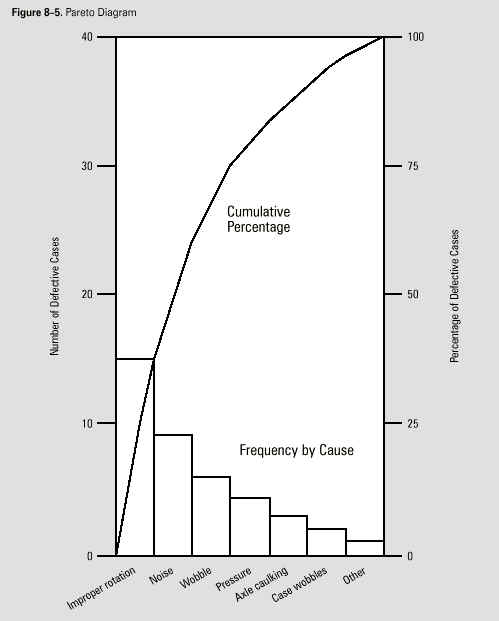 Figure 8–5. Pareto Diagram
40
100
30
75
Cumulative
Percentage
Number of Defective Cases
Percentage of Defective Cases
20
50
10
25
Frequency by Cause
0
0
Improper rotation
Noise
Wobble
Pressure
Axle caulking
Case wobbles
Other